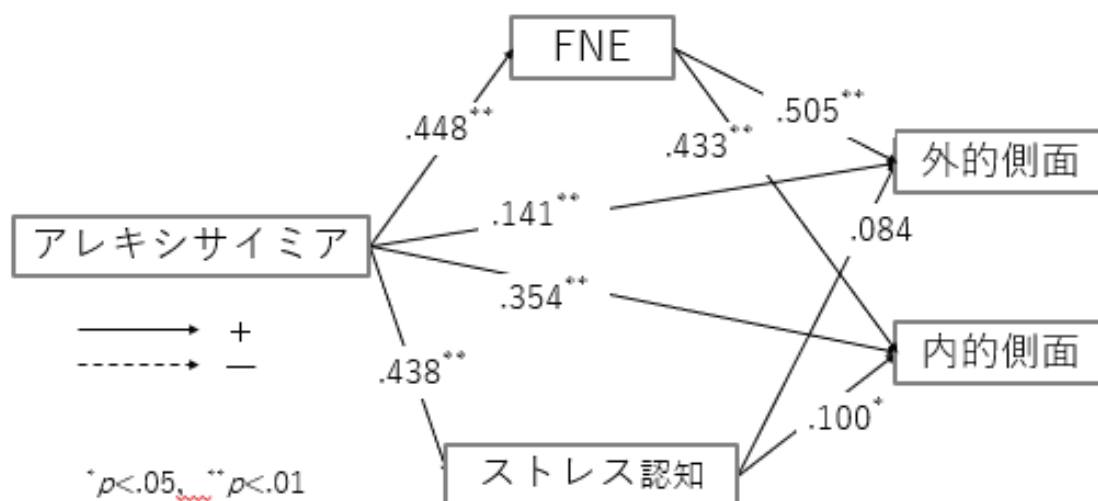 FNE
.448**
.505**
.433**
外的側面
.141**
.084
アレキシサイミア
.354**
+
−
.438**
内的側面
.100*
ストレス認知
*p<.05, **p<.01